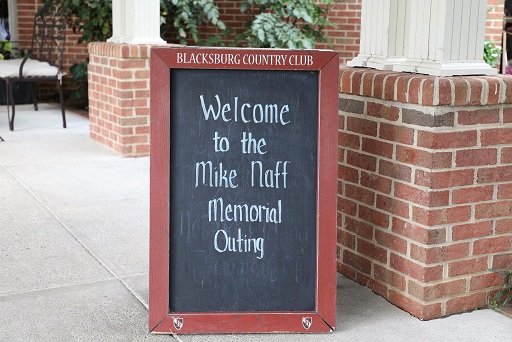 BLACKSBURG COUNTRY CLUB
Welcome
to the
Mike Naff
Memorial
Outing